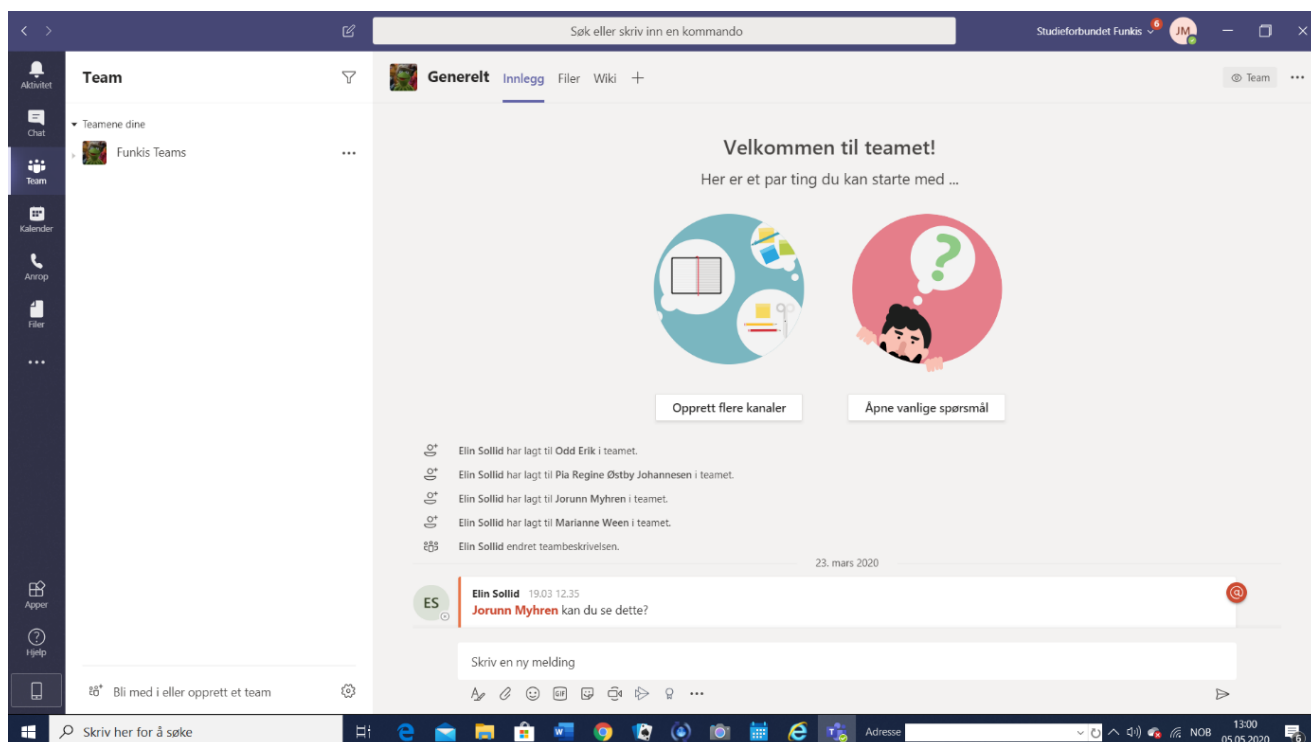 Søk eller skriv inn en kommando
Studieforbundet Funkis
6
JM
Aktivitet
Chat
Team
Kalender
Anrop
Filer
Apper
Hjelp
Team
Teamene dine
Funkis Teams
Bli med i eller opprett et team
Generelt Innlegg Filer Wiki
Team
Velkommen til teamet!
Her er et par ting du kan starte med ...
Opprett flere kanaler
Åpne vanlige spørsmål
Elin Sollid har lagt til Odd Erik i teamet.
Elin Sollid har lagt til Pia Regine Østby Johannesen i teamet.
Elin Sollid har lagt til Jorunn Myhren i teamet.
Elin Sollid har lagt til Marianne Ween i teamet.
Elin Sollid endret teambeskrivelsen.
23. mars 2020
ES
Elin Sollid 19.03 12.35
@
Jorunn Myhren kan du se dette?
Skriv en ny melding
GIF
Skriv her for å søke
Adresse
NOB
13:00
05.05.2020
6